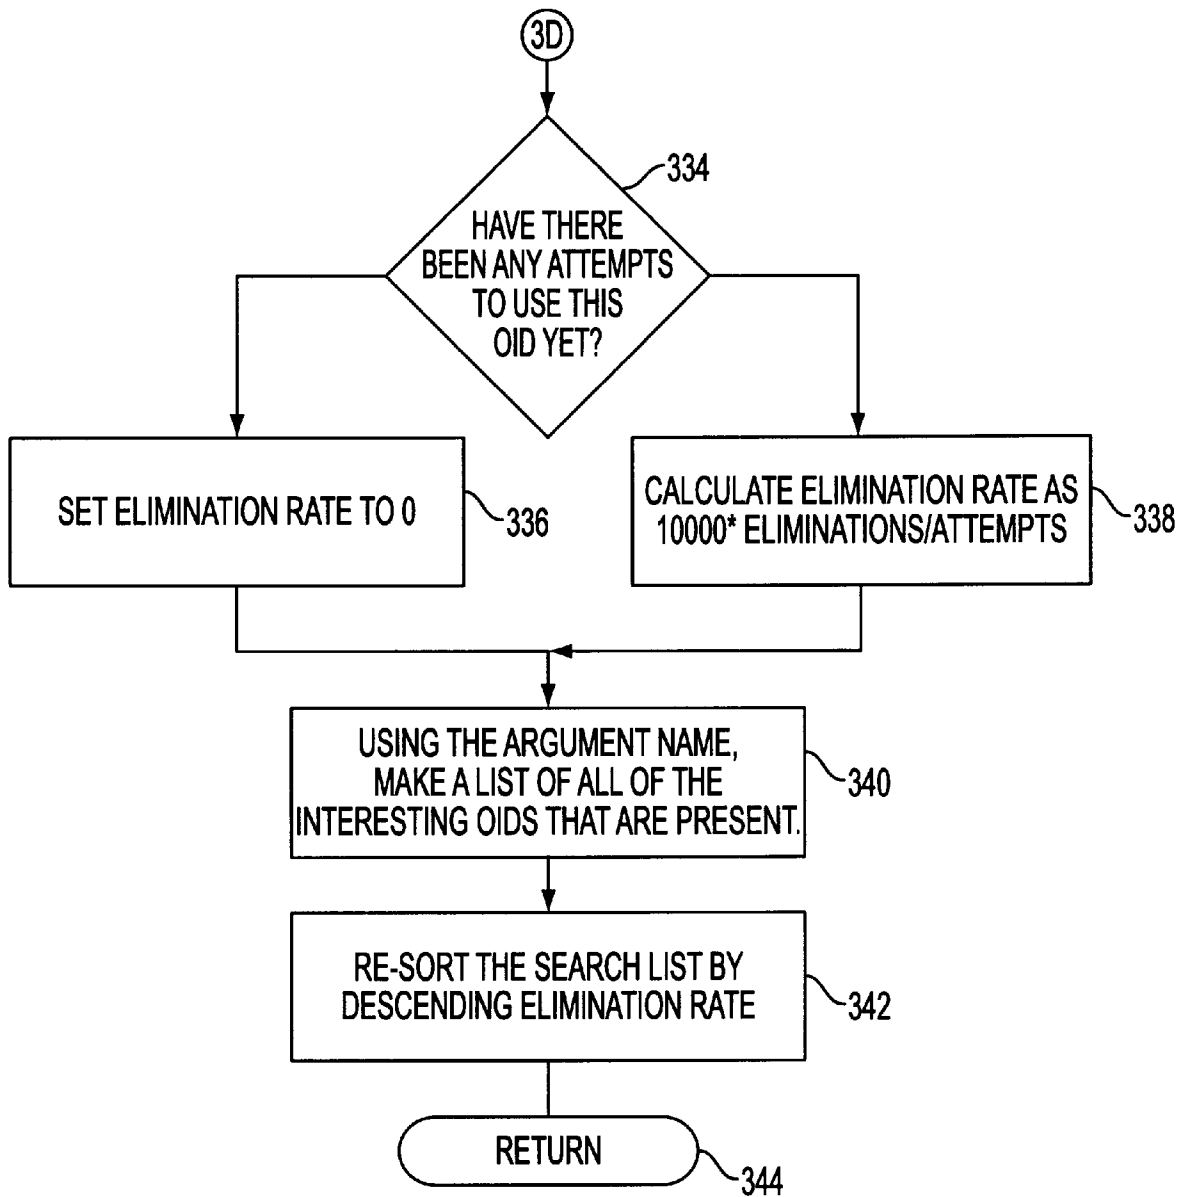 3D
334
HAVE THERE
BEEN ANY ATTEMPTS
TO USE THIS
OID YET?
SET ELIMINATION RATE TO 0
336
CALCULATE ELIMINATION RATE AS
10000* ELIMINATIONS/ATTEMPTS
338
USING THE ARGUMENT NAME,
MAKE A LIST OF ALL OF THE
INTERESTING OIDS THAT ARE PRESENT.
340
RE-SORT THE SEARCH LIST BY
DESCENDING ELIMINATION RATE
342
RETURN
344